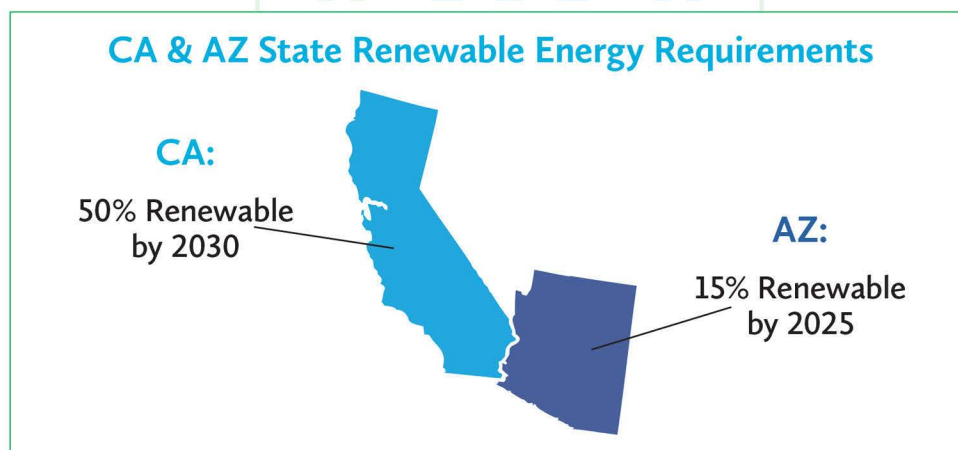 CA & AZ State Renewable Energy Requirements
CA:
50% Renewable
by 2030
AZ:
15% Renewable
by 2025